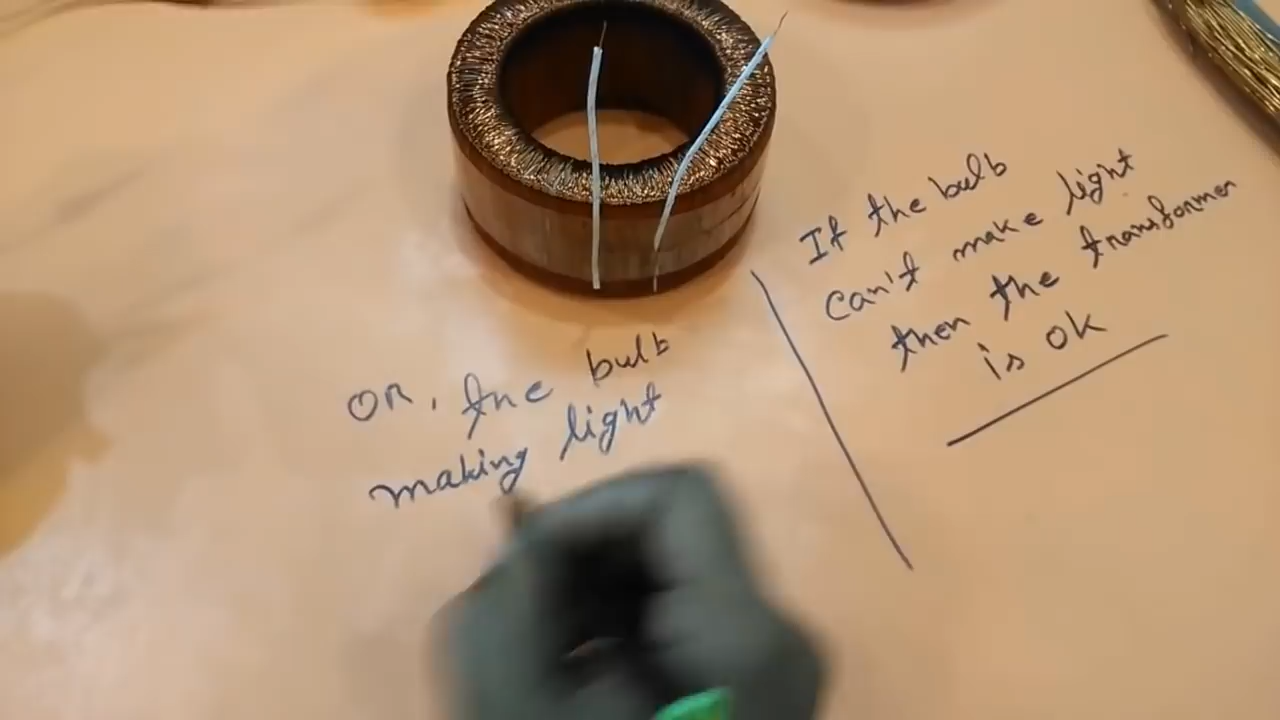 If the bulb
can't make light
then the transformer
is ok
OR, the bulb
making light